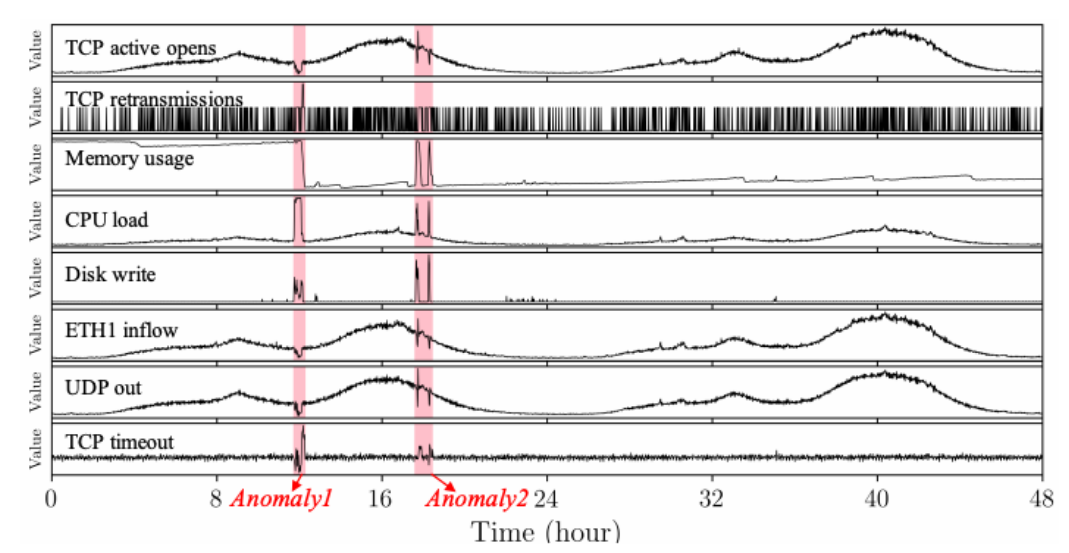 Value TCP active opens
Value TCP retransmissions
Value Memory usage
Value CPU load
Value Disk write
Value ETH1 inflow
Value UDP out
Value TCP timeout
0 8 Anomaly1 16 Anomaly2 24 32 40 48
Time (hour)